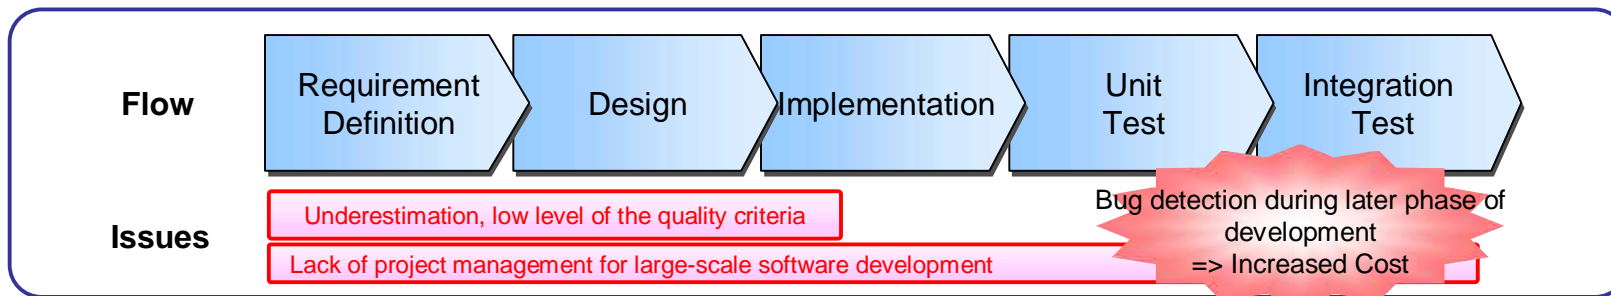 Flow
Requirement
Definition
Design
Implementation
Unit
Test
Integration
Test
Issues
Underestimation, low level of the quality criteria
Lack of project management for large-scale software development
Bug detection during later phase of
development
=> Increased Cost